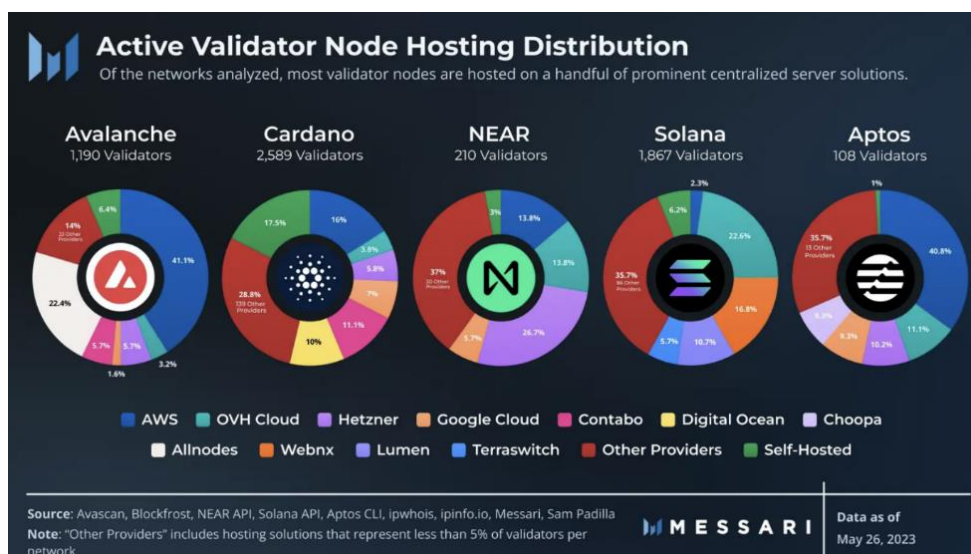 Active Validator Node Hosting Distribution
Of the networks analyzed, most validator nodes are hosted on a handful of prominent centralized server solutions.
Avalanche
1,190 Validators
6.4%
14%
41.1%
22.4%
5.7%
1.6%
5.7%
3.2%
Cardano
2,589 Validators
17.5%
16%
3.8%
5.8%
7%
28.8%
139 Other
Providers
11.1%
10%
NEAR
210 Validators
3%
13.8%
13.8%
37%
Other
Providers
5.7%
26.7%
Solana
1,867 Validators
2.3%
6.2%
22.6%
35.7%
Other
Providers
16.8%
5.7%
10.7%
Aptos
108 Validators
1%
40.8%
35.7%
Other
Providers
11.1%
10.2%
AWS OVH Cloud Hetzner Google Cloud Contabo Digital Ocean Choopa
Allnodes Webnx Lumen Terraswitch Other Providers Self-Hosted
Source: Avascan, Blockfrost, NEAR API, Solana API, Aptos CLI, ipwhois, ipinfo.io, Messari, Sam Padilla
Note: “Other Providers” includes hosting solutions that represent less than 5% of validators per
network
MESSARI
Data as of
May 26, 2023